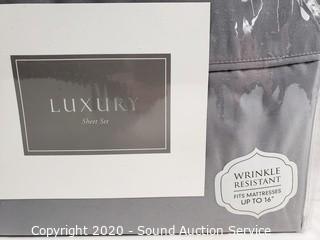 LUXURY
Sheet Set
WRINKLE
RESISTANT
FITS MATTRESSES
UP TO 16"
Copyright 2020 - Sound Auction Service